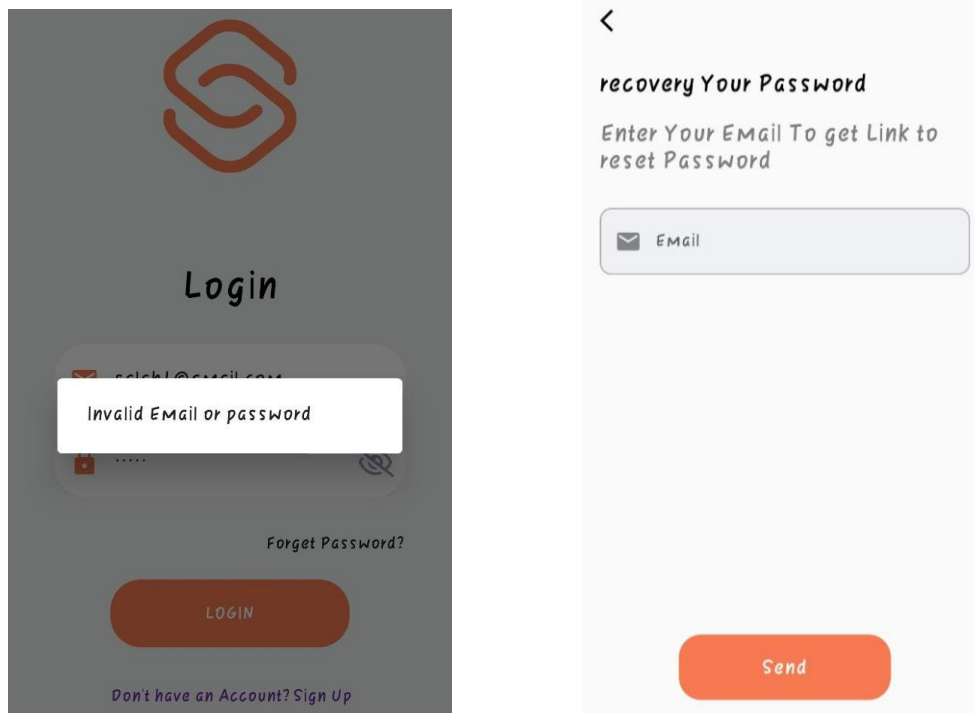 Login
Invalid Email or password
.....
Forget Password?
LOGIN
Don't have an Account? Sign Up
recovery Your Password
Enter Your Email To get Link to
reset Password
Email
Send